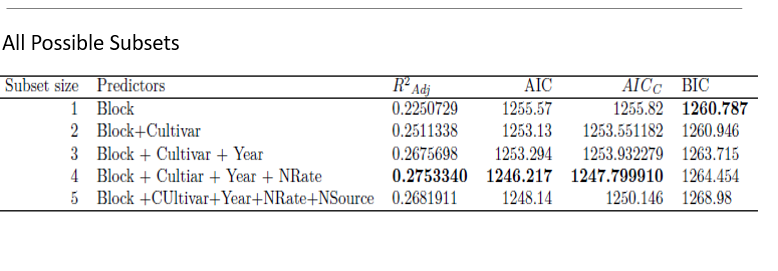 All Possible Subsets
Subset size Predictors R² Adj AIC AICC BIC
1 Block 0.2250729 1255.57 1255.82 1260.787
2 Block+Cultivar 0.2511338 1253.13 1253.551182 1260.946
3 Block + Cultivar + Year 0.2675698 1253.294 1253.932279 1263.715
4 Block + Cultiar + Year + NRate 0.2753340 1246.217 1247.799910 1264.454
5 Block +CUltivar+Year+NRate+NSource 0.2681911 1248.14 1250.146 1268.98